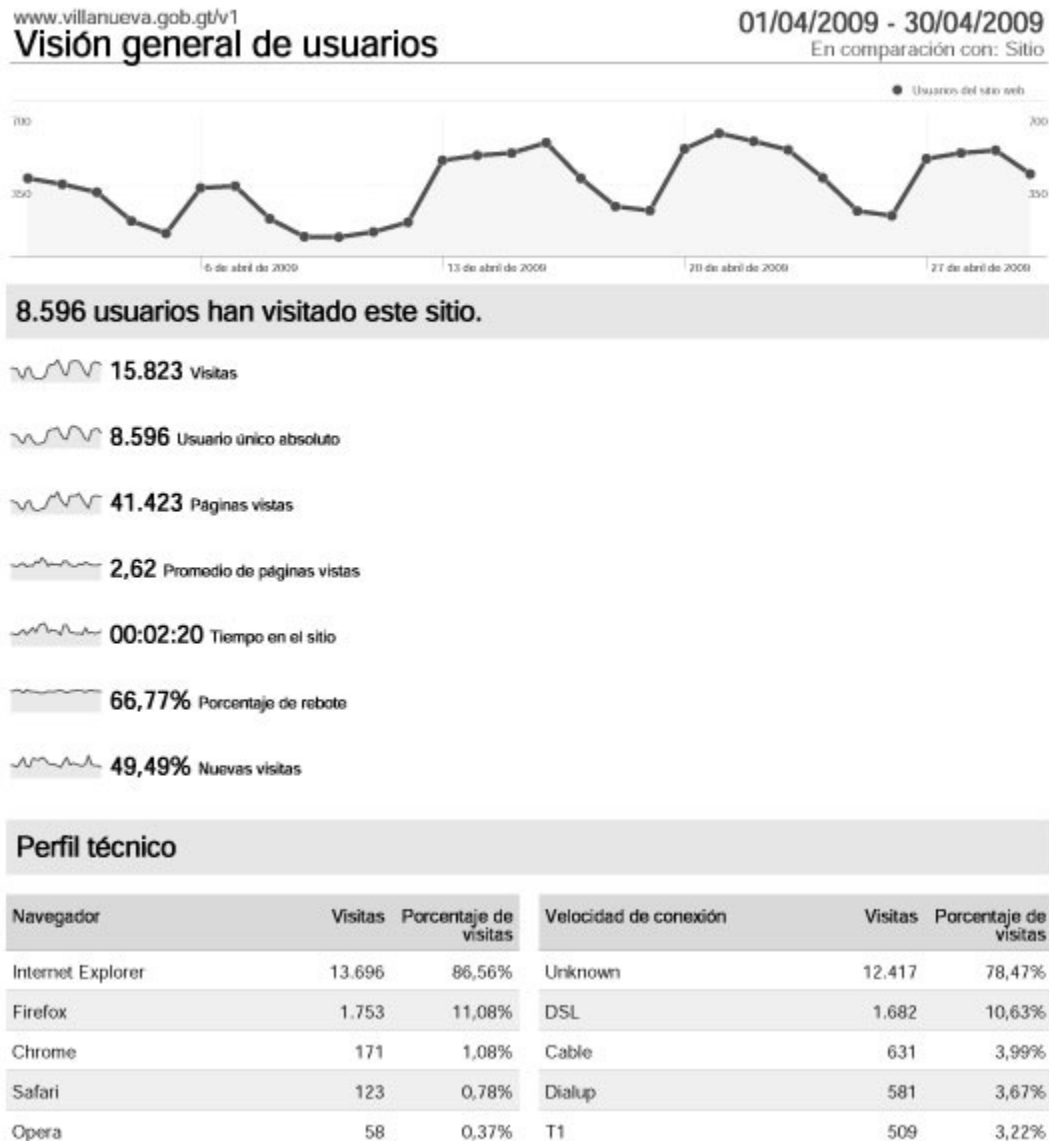 www.villanueva.gob.gt/v1
Visión general de usuarios
01/04/2009 - 30/04/2009
En comparación con: Sitio
Usuarios del sitio web
700
700
350
350
6 de abril de 2009
13 de abril de 2009
20 de abril de 2009
27 de abril de 2009
8.596 usuarios han visitado este sitio.
15.823 Visitas
8.596 Usuario único absoluto
41.423 Páginas vistas
2,62 Promedio de páginas vistas
00:02:20 Tiempo en el sitio
66,77% Porcentaje de rebote
49,49% Nuevas visitas
Perfil técnico
Navegador Visitas Porcentaje de visitas
Internet Explorer 13.696 86,56%
Firefox 1.753 11,08%
Chrome 171 1,08%
Safari 123 0,78%
Opera 58 0,37%
Velocidad de conexión Visitas Porcentaje de visitas
Unknown 12.417 78,47%
DSL 1.682 10,63%
Cable 631 3,99%
Dialup 581 3,67%
T1 509 3,22%